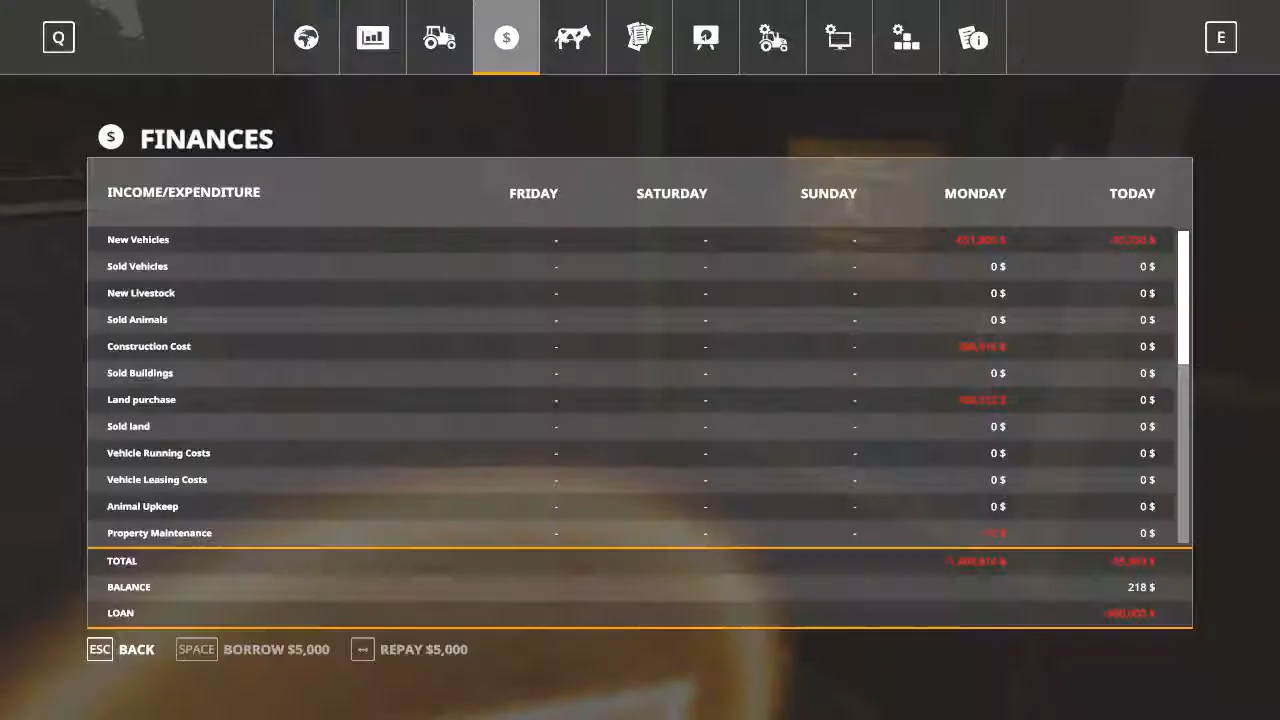 Q
$
E
$ FINANCES
INCOME/EXPENDITURE FRIDAY SATURDAY SUNDAY MONDAY TODAY
New Vehicles - - - $ $
Sold Vehicles - - - 0 $ 0 $
New Livestock - - - 0 $ 0 $
Sold Animals - - - 0 $ 0 $
Construction Cost - - - $ 0 $
Sold Buildings - - - 0 $ 0 $
Land purchase - - - $ 0 $
Sold land - - - 0 $ 0 $
Vehicle Running Costs - - - 0 $ 0 $
Vehicle Leasing Costs - - - 0 $ 0 $
Animal Upkeep - - - 0 $ 0 $
Property Maintenance - - - $ 0 $
TOTAL $ $
BALANCE 218 $
LOAN $
ESC BACK SPACE BORROW $5,000 REPAY $5,000